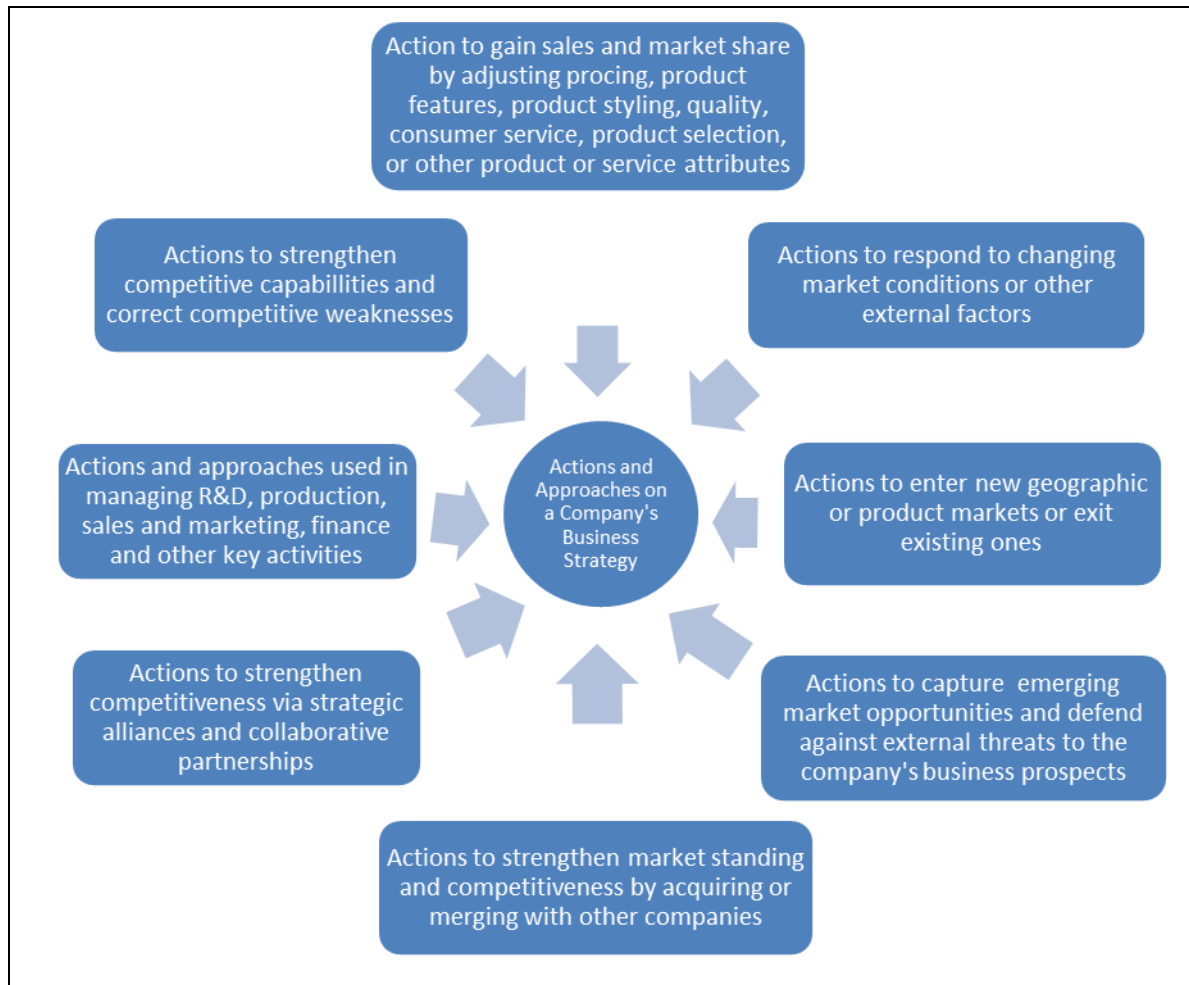 Action to gain sales and market share
by adjusting procing, product
features, product styling, quality,
consumer service, product selection,
or other product or service attributes
Actions to strengthen
competitive capabillities and
correct competitive weaknesses
Actions to respond to changing
market conditions or other
external factors
Actions and approaches used in
managing R&D, production,
sales and marketing, finance
and other key activities
Actions and
Approaches on
a Company's
Business
Strategy
Actions to enter new geographic
or product markets or exit
existing ones
Actions to strengthen
competitiveness via strategic
alliances and collaborative
partnerships
Actions to capture  emerging
market opportunities and defend
against external threats to the
company's business prospects
Actions to strengthen market standing
and competitiveness by acquiring or
merging with other companies